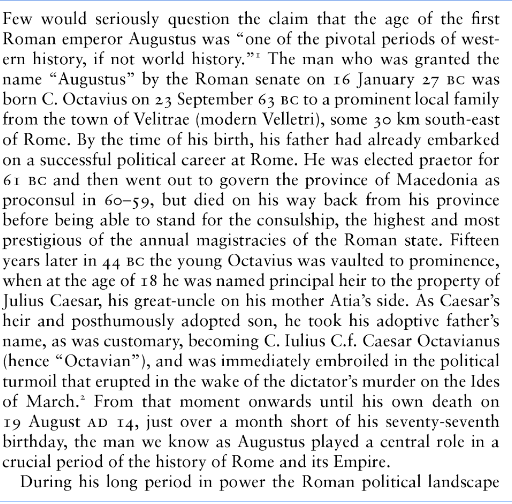 Few would seriously question the claim that the age of the first
Roman emperor Augustus was “one of the pivotal periods of west-
ern history, if not world history.”¹ The man who was granted the
name “Augustus” by the Roman senate on 16 January 27 BC was
born C. Octavius on 23 September 63 BC to a prominent local family
from the town of Velitrae (modern Velletri), some 30 km south-east
of Rome. By the time of his birth, his father had already embarked
on a successful political career at Rome. He was elected praetor for
61 BC and then went out to govern the province of Macedonia as
proconsul in 60–59, but died on his way back from his province
before being able to stand for the consulship, the highest and most
prestigious of the annual magistracies of the Roman state. Fifteen
years later in 44 BC the young Octavius was vaulted to prominence,
when at the age of 18 he was named principal heir to the property of
Julius Caesar, his great-uncle on his mother Atia’s side. As Caesar’s
heir and posthumously adopted son, he took his adoptive father’s
name, as was customary, becoming C. Iulius C.f. Caesar Octavianus
(hence “Octavian”), and was immediately embroiled in the political
turmoil that erupted in the wake of the dictator’s murder on the Ides
of March.² From that moment onwards until his own death on
19 August AD 14, just over a month short of his seventy-seventh
birthday, the man we know as Augustus played a central role in a
crucial period of the history of Rome and its Empire.
During his long period in power the Roman political landscape